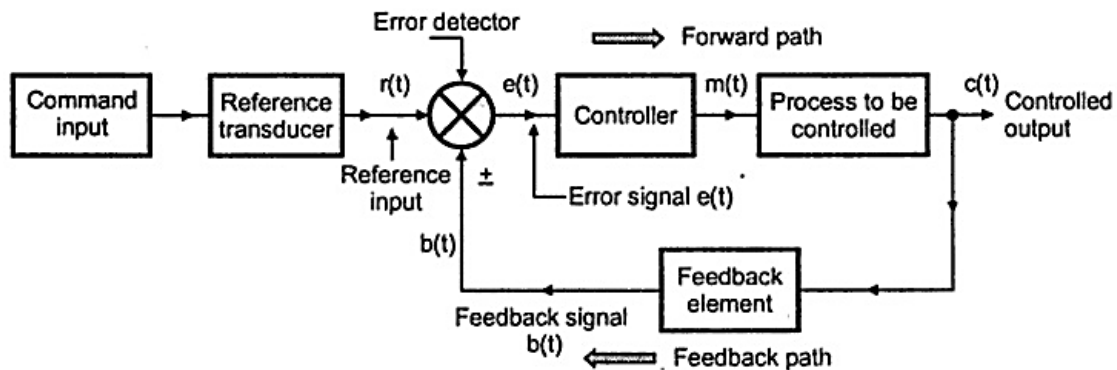 Error detector
Forward path
Command
input
Reference
transducer
r(t)
e(t)
Controller
m(t)
Process to be
controlled
c(t)
Controlled
output
Reference
input
±
Error signal e(t)
b(t)
Feedback
element
Feedback signal
b(t)
Feedback path